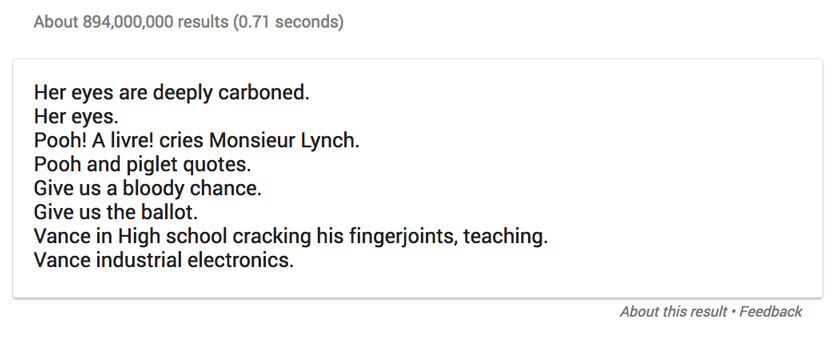 About 894,000,000 results (0.71 seconds)
Her eyes are deeply carboned.
Her eyes.
Pooh! A livre! cries Monsieur Lynch.
Pooh and piglet quotes.
Give us a bloody chance.
Give us the ballot.
Vance in High school cracking his fingerjoints, teaching.
Vance industrial electronics.
About this result • Feedback